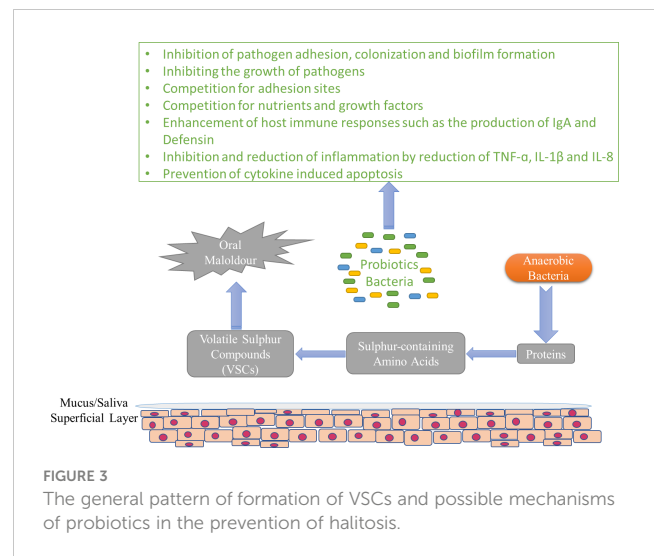 • Inhibition of pathogen adhesion, colonization and biofilm formation
• Inhibiting the growth of pathogens
• Competition for adhesion sites
• Competition for nutrients and growth factors
• Enhancement of host immune responses such as the production of IgA and
Defensin
• Inhibition and reduction of inflammation by reduction of TNF-α, IL-1β and IL-8
• Prevention of cytokine induced apoptosis
Oral
Maloldour
Probiotics
Bacteria
Anaerobic
Bacteria
Volatile Sulphur
Compounds
(VSCs)
Sulphur-containing
Amino Acids
Proteins
Mucus/Saliva
Superficial Layer
FIGURE 3
The general pattern of formation of VSCs and possible mechanisms
of probiotics in the prevention of halitosis.